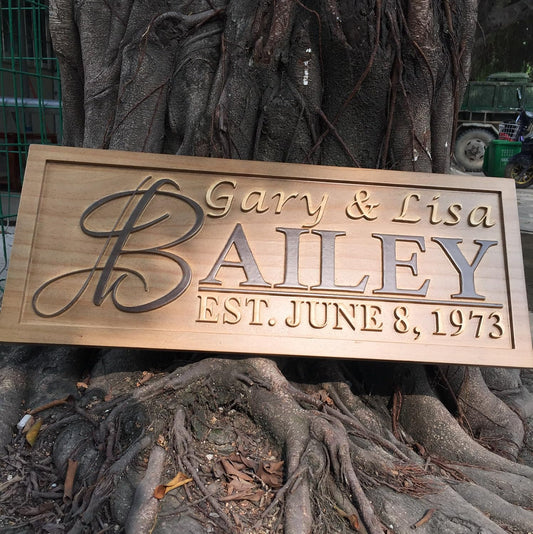 Gary & Lisa
BAILEY
EST. JUNE 8, 1973